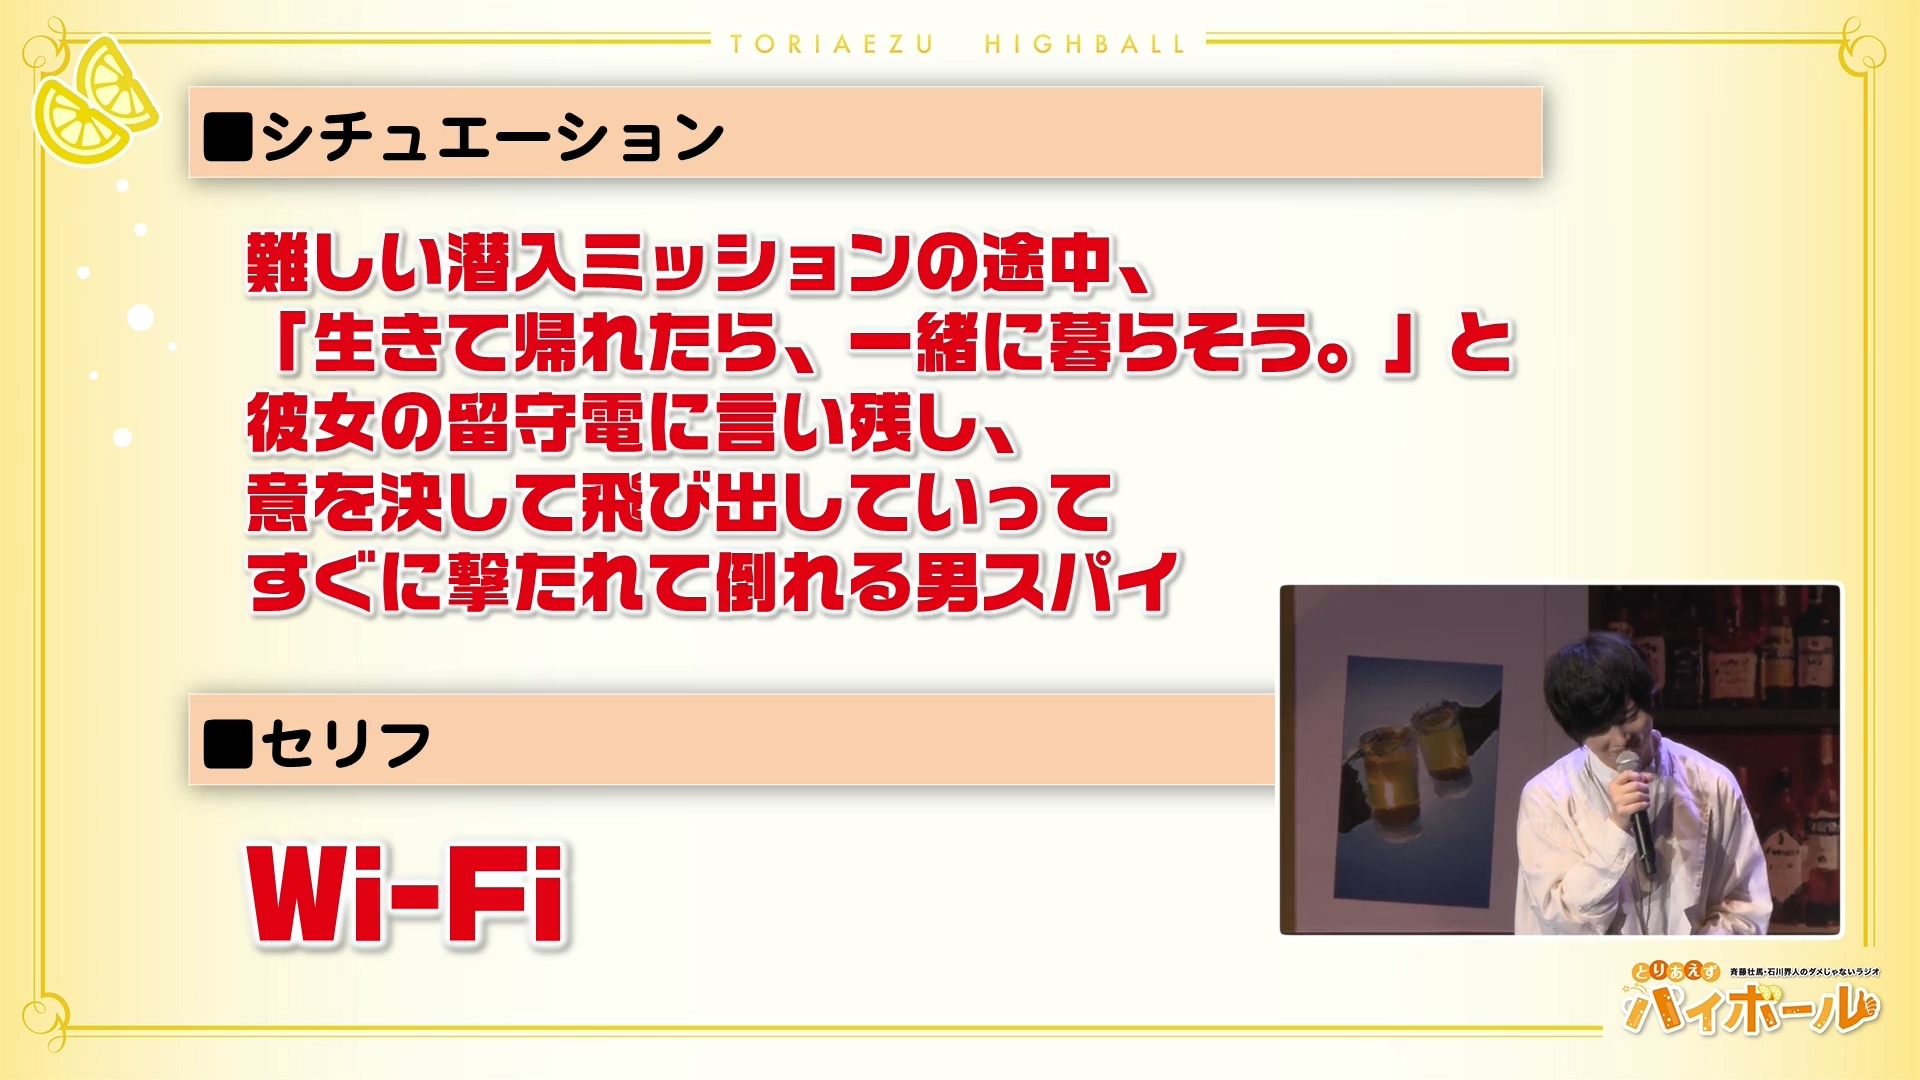 TORIAEZU HIGHBALL
■シチュエーション
難しい潜入ミッションの途中、
「生きて帰れたら、一緒に暮らそう。」と
彼女の留守電に言い残し、
意を決して飛び出していって
すぐに撃たれて倒れる男スパイ
■セリフ
Wi-Fi
とりあえず 斉藤壮馬・石川界人のダメじゃないラジオ
ハイボール